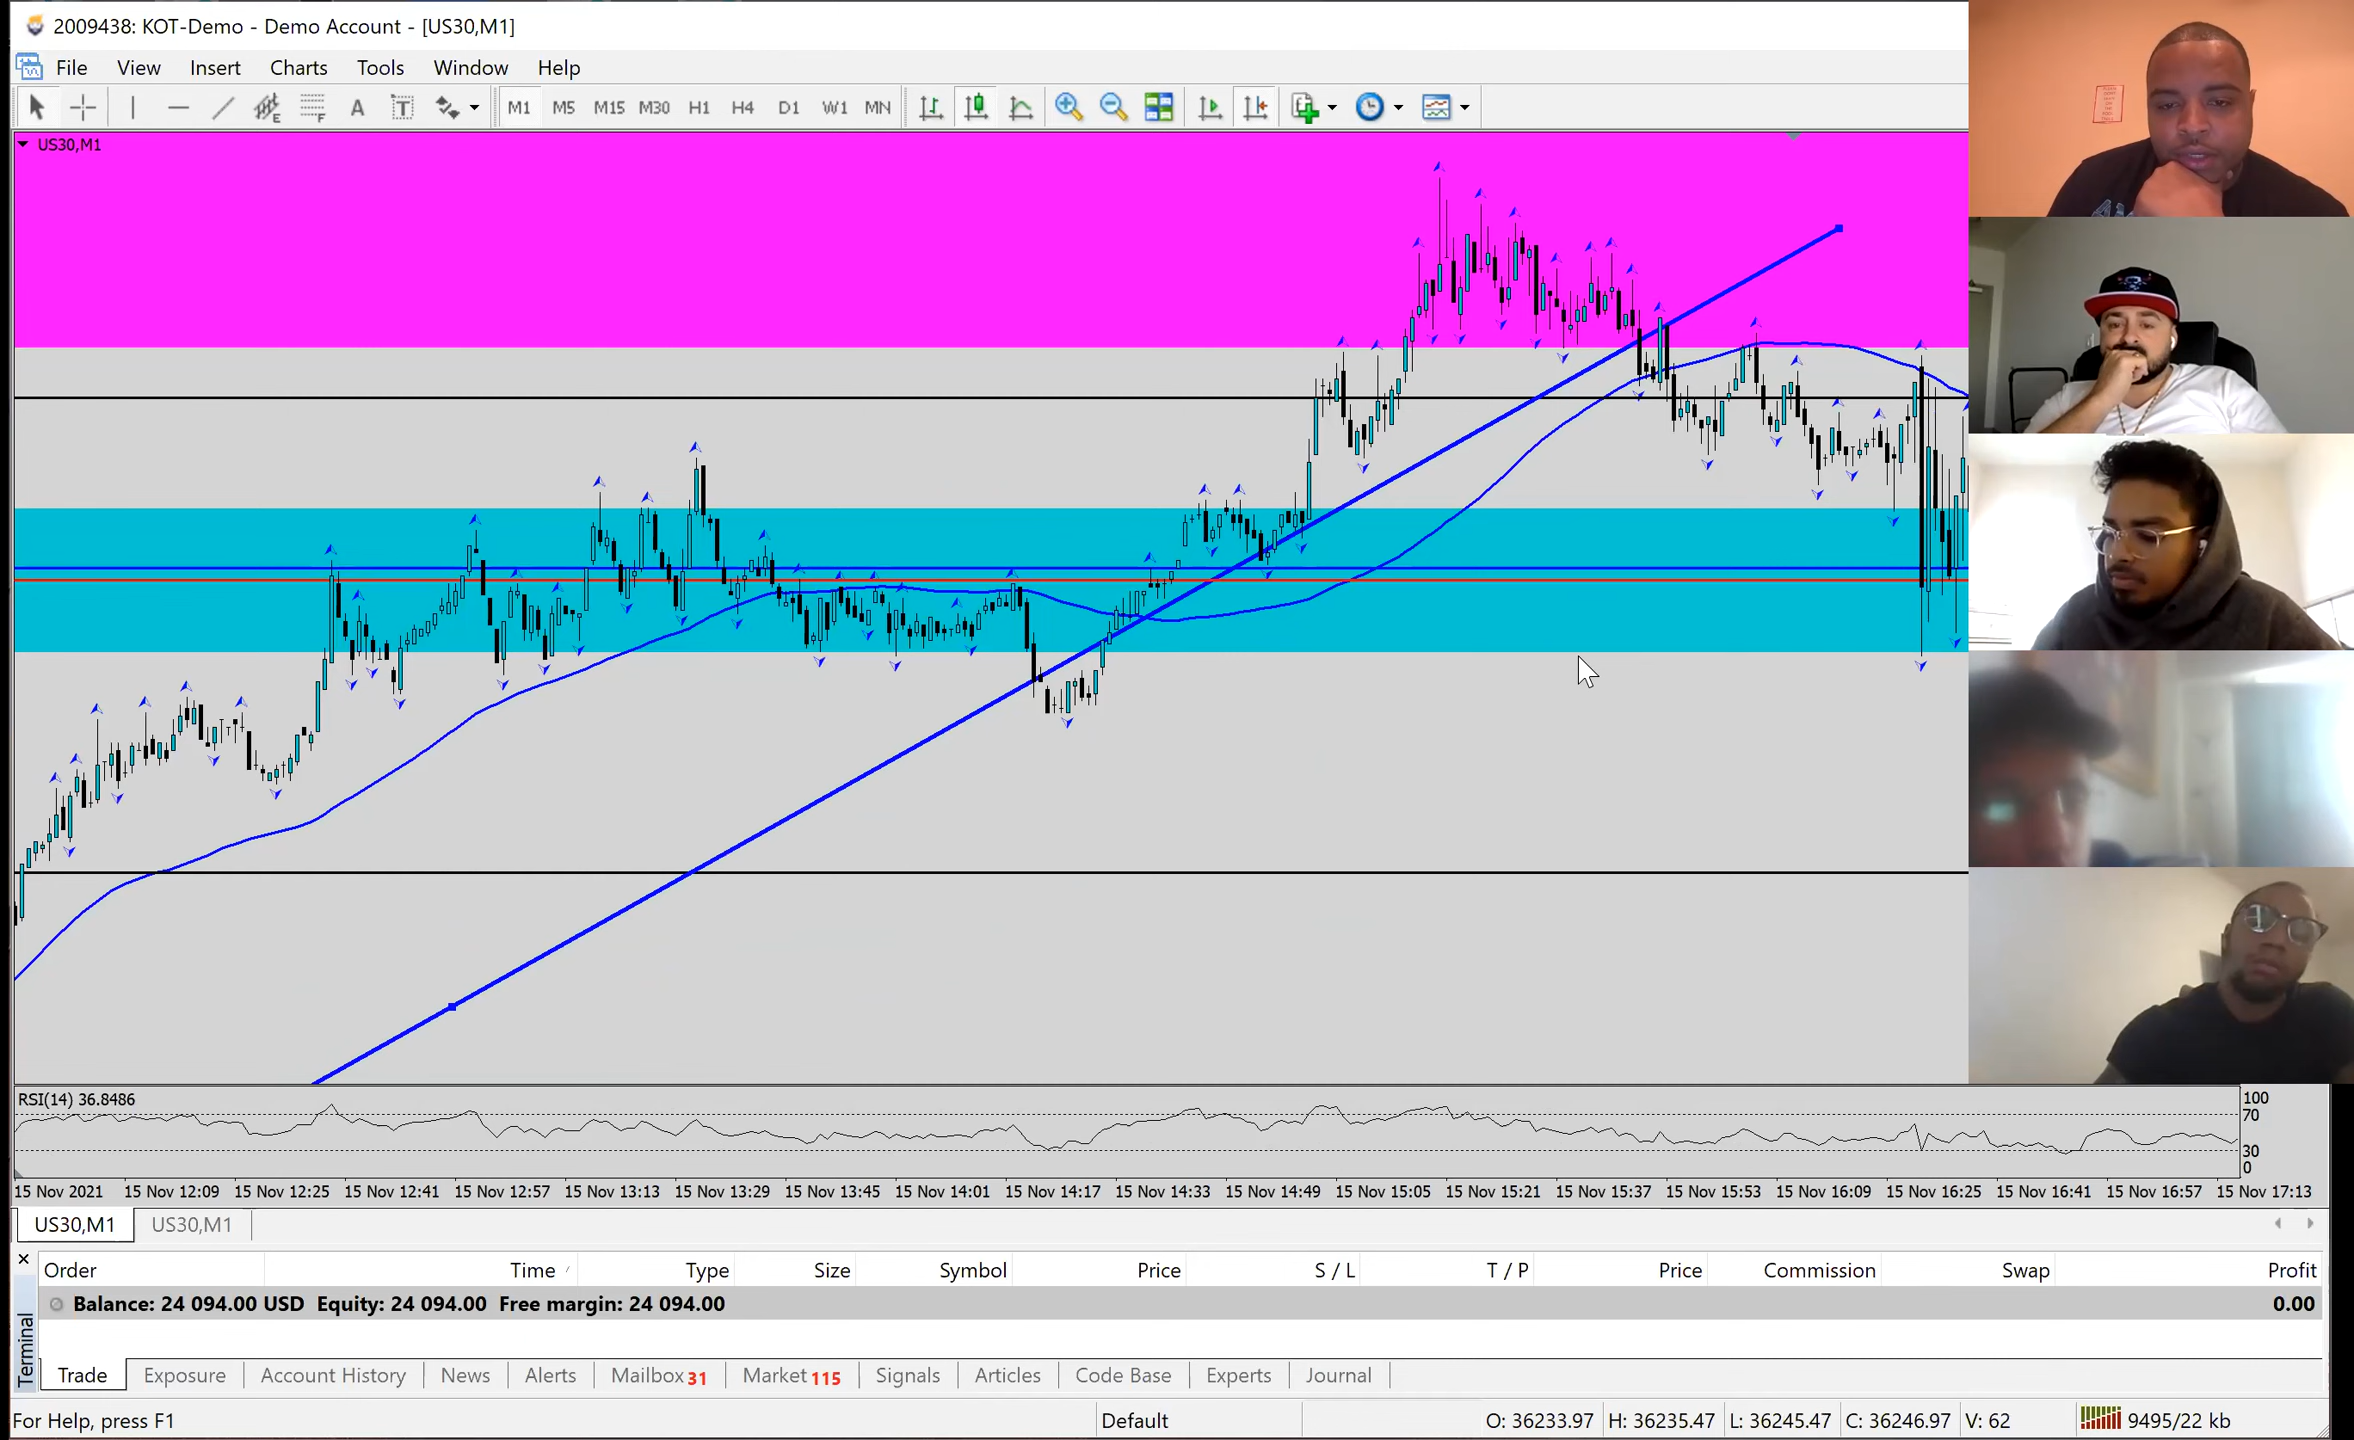 2009438: KOT-Demo - Demo Account - [US30,M1]
File View Insert Charts Tools Window Help
A T E F M1 M5 M15 M30 H1 H4 D1 W1 MN
US30,M1
RSI(14) 36.8486
100
70
30
0
15 Nov 2021 15 Nov 12:09 15 Nov 12:25 15 Nov 12:41 15 Nov 12:57 15 Nov 13:13 15 Nov 13:29 15 Nov 13:45 15 Nov 14:01 15 Nov 14:17 15 Nov 14:33 15 Nov 14:49 15 Nov 15:05 15 Nov 15:21 15 Nov 15:37 15 Nov 15:53 15 Nov 16:09 15 Nov 16:25 15 Nov 16:41 15 Nov 16:57 15 Nov 17:13
US30,M1 US30,M1
Order Time Type Size Symbol Price S / L T / P Price Commission Swap Profit
Balance: 24 094.00 USD Equity: 24 094.00 Free margin: 24 094.00 0.00
Terminal
Trade Exposure Account History News Alerts Mailbox 31 Market 115 Signals Articles Code Base Experts Journal
For Help, press F1 Default O: 36233.97 H: 36235.47 L: 36245.47 C: 36246.97 V: 62 9495/22 kb